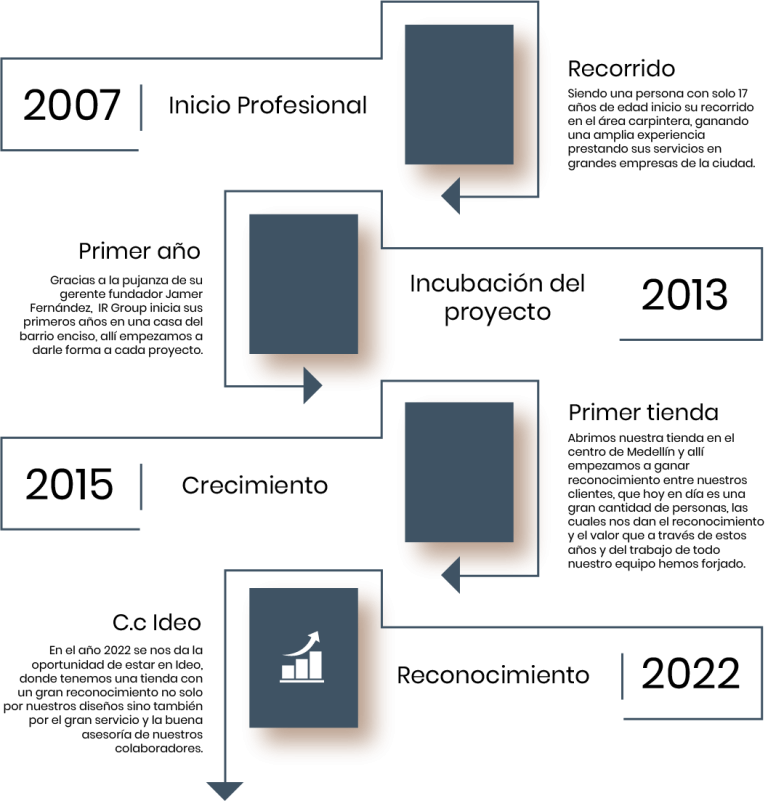 2007
Inicio Profesional
Recorrido
Siendo una persona con solo 17
años de edad inicio su recorrido
en el área carpintera, ganando
una amplia experiencia
prestando sus servicios en
grandes empresas de la ciudad.
Primer año
Gracias a la pujanza de su
gerente fundador Jamer
Fernández, IR Group inicia sus
primeros años en una casa del
barrio enciso, allí empezamos a
darle forma a cada proyecto.
Incubación del
proyecto
2013
2015
Crecimiento
Primer tienda
Abrimos nuestra tienda en el
centro de Medellín y allí
empezamos a ganar
reconocimiento entre nuestros
clientes, que hoy en día es una
gran cantidad de personas, las
cuales nos dan el reconocimiento
y el valor que a través de estos
años y del trabajo de todo
nuestro equipo hemos forjado.
C.c Ideo
En el año 2022 se nos da la
oportunidad de estar en Ideo,
donde tenemos una tienda con
un gran reconocimiento no solo
por nuestros diseños sino también
por el gran servicio y la buena
asesoría de nuestros
colaboradores.
Reconocimiento
2022